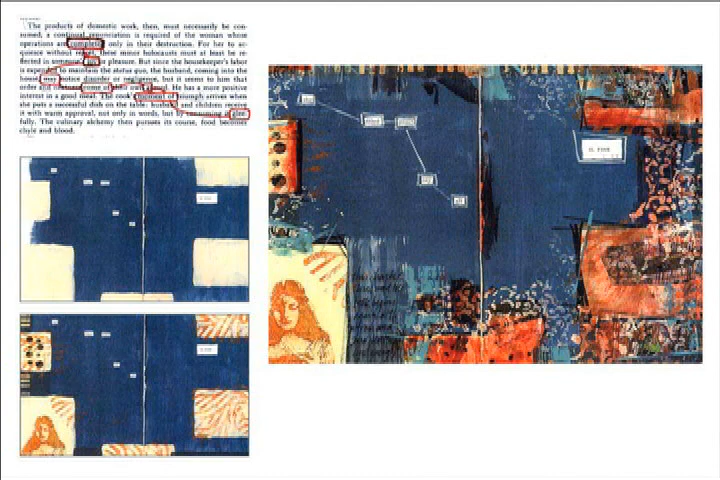 The products of domestic work, then, must necessarily be con-
sumed, a continual renunciation is required of the woman whose
operations are completed only in their destruction. For her to ac-
quiesce without regret, these minor holocausts must at least be re-
flected in someone's joy or pleasure. But since the housekeeper's labor
is expended to maintain the status quo, the husband, coming into the
house, may notice disorder or negligence, but it seems to him that
order and neatness come of their own accord. He has a more positive
interest in a good meal. The cook's moment of triumph arrives when
she puts a successful dish on the table: husband and children receive
it with warm approval, not only in words, but by consuming it glee-
fully. The culinary alchemy then pursues its course, food becomes
chyle and blood.